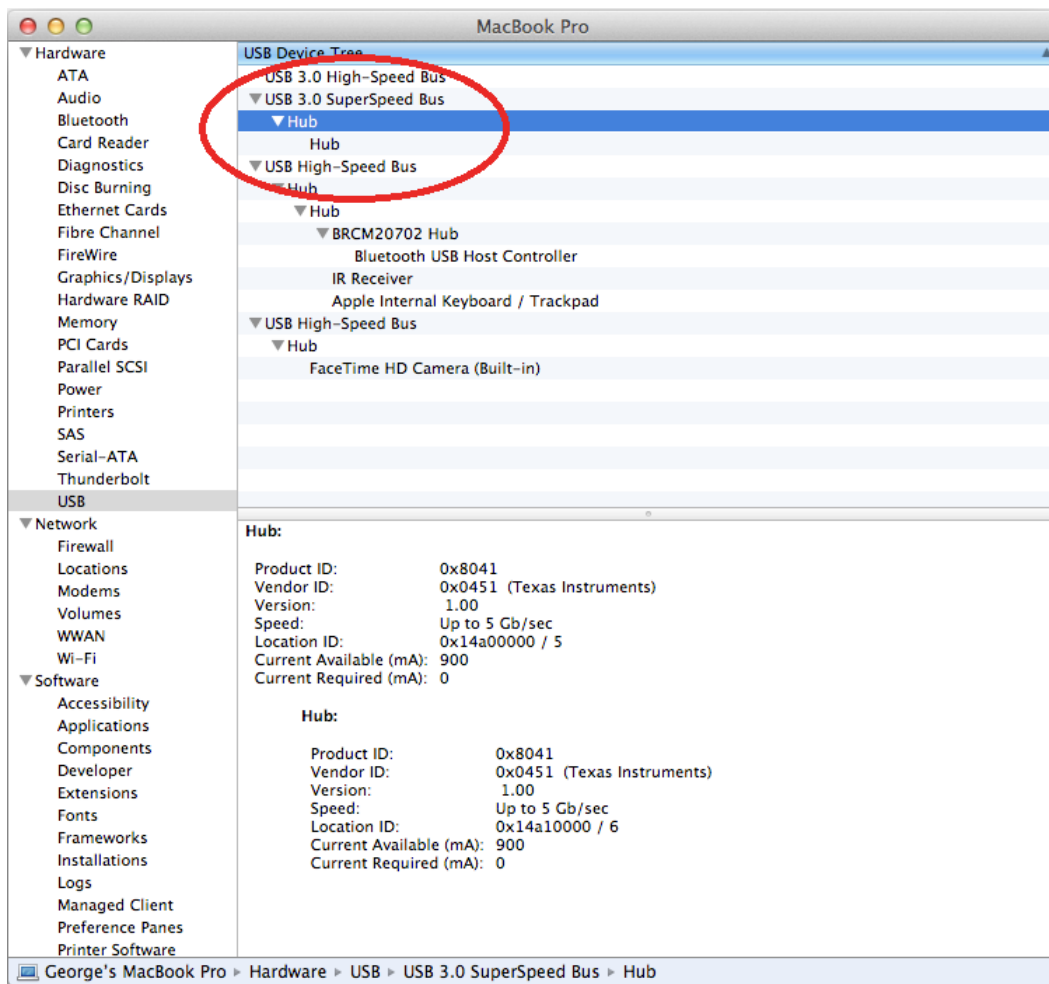 MacBook Pro
Hardware
ATA
Audio
Bluetooth
Card Reader
Diagnostics
Disc Burning
Ethernet Cards
Fibre Channel
FireWire
Graphics/Displays
Hardware RAID
Memory
PCI Cards
Parallel SCSI
Power
Printers
SAS
Serial-ATA
Thunderbolt
USB
Network
Firewall
Locations
Modems
Volumes
WWAN
Wi-Fi
Software
Accessibility
Applications
Components
Developer
Extensions
Fonts
Frameworks
Installations
Logs
Managed Client
Preference Panes
Printer Software
USB Device Tree
USB 3.0 High-Speed Bus
USB 3.0 SuperSpeed Bus
Hub
Hub
USB High-Speed Bus
Hub
Hub
BRCM20702 Hub
Bluetooth USB Host Controller
IR Receiver
Apple Internal Keyboard / Trackpad
USB High-Speed Bus
Hub
FaceTime HD Camera (Built-in)
Hub:
Product ID: 0x8041
Vendor ID: 0x0451 (Texas Instruments)
Version: 1.00
Speed: Up to 5 Gb/sec
Location ID: 0x14a00000 / 5
Current Available (mA): 900
Current Required (mA): 0
Hub:
Product ID: 0x8041
Vendor ID: 0x0451 (Texas Instruments)
Version: 1.00
Speed: Up to 5 Gb/sec
Location ID: 0x14a10000 / 6
Current Available (mA): 900
Current Required (mA): 0
George's MacBook Pro ▸ Hardware ▸ USB ▸ USB 3.0 SuperSpeed Bus ▸ Hub